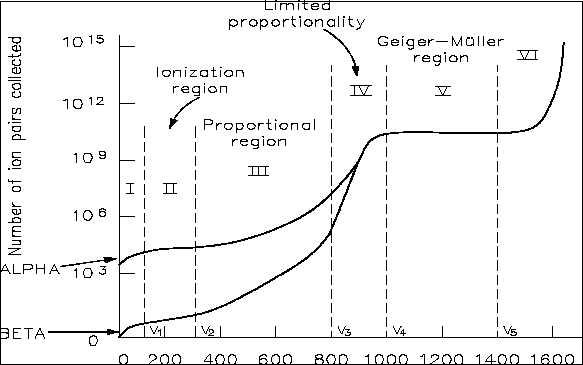 Limited
proportionality
Geiger-Müller
region
Ionization
region
Proportional
region
I
II
III
IV
V
VI
Number of ion pairs collected
10 15
10 12
10 9
10 6
10 3
0
ALPHA
BETA
V1
V2
V3
V4
V5
0 200 400 600 800 1000 1200 1400 1600